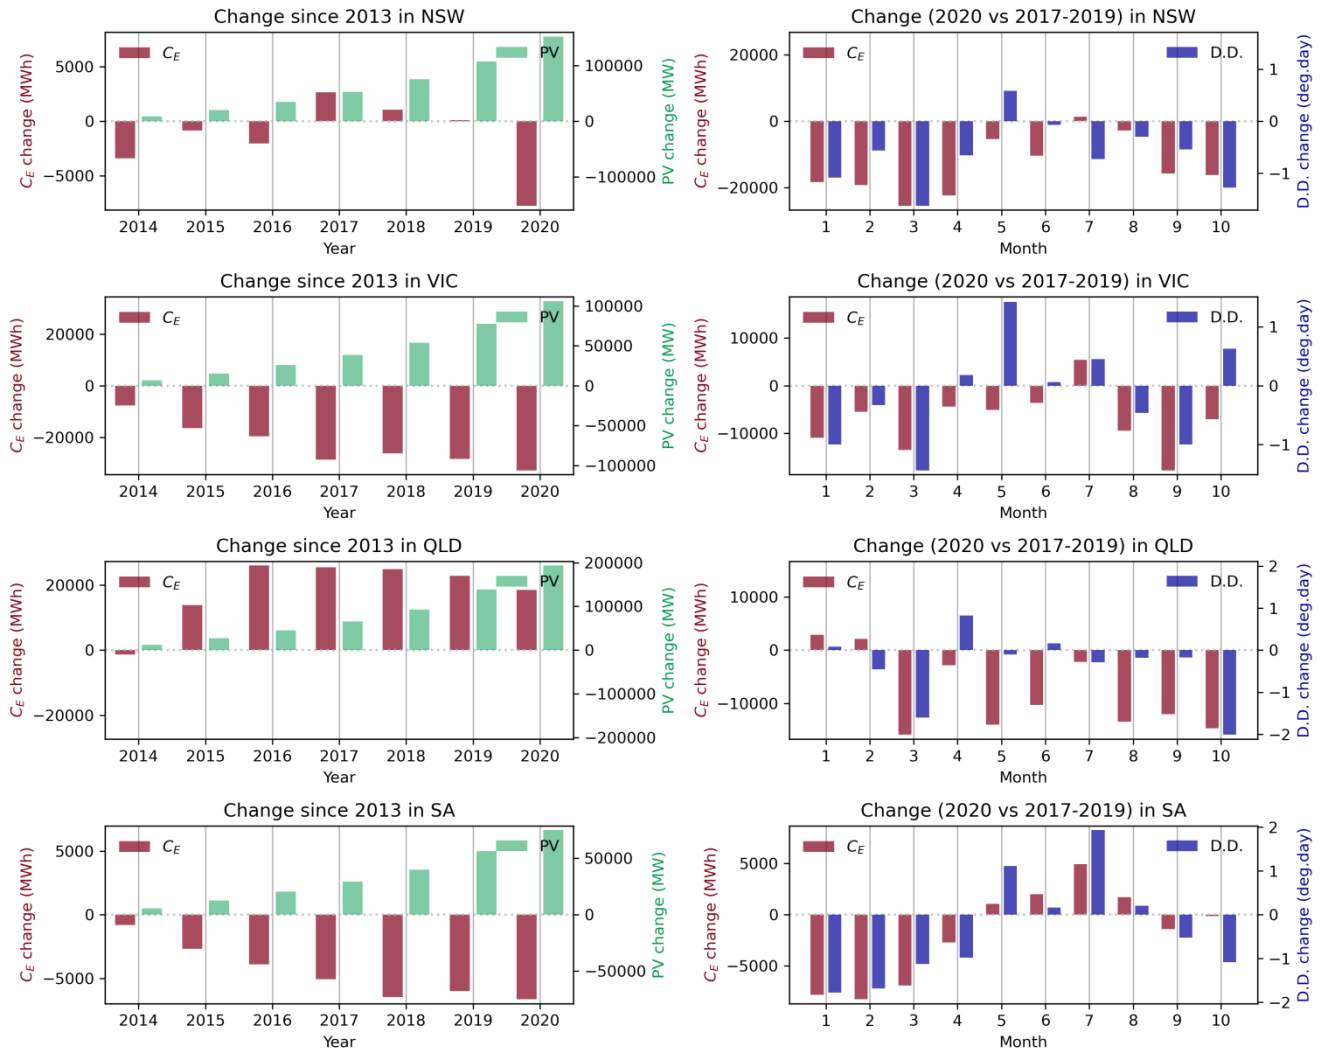 Change since 2013 in NSW
C_E
PV
C_E change (MWh)
5000
0
−5000
100000
0
−100000
PV change (MW)
2014 2015 2016 2017 2018 2019 2020
Year
Change (2020 vs 2017-2019) in NSW
C_E
D.D.
C_E change (MWh)
20000
0
−20000
1
0
−1
D.D. change (deg.day)
1 2 3 4 5 6 7 8 9 10
Month
Change since 2013 in VIC
C_E
PV
C_E change (MWh)
20000
0
−20000
100000
50000
0
−50000
−100000
PV change (MW)
2014 2015 2016 2017 2018 2019 2020
Year
Change (2020 vs 2017-2019) in VIC
C_E
D.D.
C_E change (MWh)
10000
0
−10000
1
0
−1
D.D. change (deg.day)
1 2 3 4 5 6 7 8 9 10
Month
Change since 2013 in QLD
C_E
PV
C_E change (MWh)
20000
0
−20000
200000
100000
0
−100000
−200000
PV change (MW)
2014 2015 2016 2017 2018 2019 2020
Year
Change (2020 vs 2017-2019) in QLD
C_E
D.D.
C_E change (MWh)
10000
0
−10000
2
1
0
−1
−2
D.D. change (deg.day)
1 2 3 4 5 6 7 8 9 10
Month
Change since 2013 in SA
C_E
PV
C_E change (MWh)
5000
0
−5000
50000
0
−50000
PV change (MW)
2014 2015 2016 2017 2018 2019 2020
Year
Change (2020 vs 2017-2019) in SA
C_E
D.D.
C_E change (MWh)
5000
0
−5000
2
1
0
−1
−2
D.D. change (deg.day)
1 2 3 4 5 6 7 8 9 10
Month